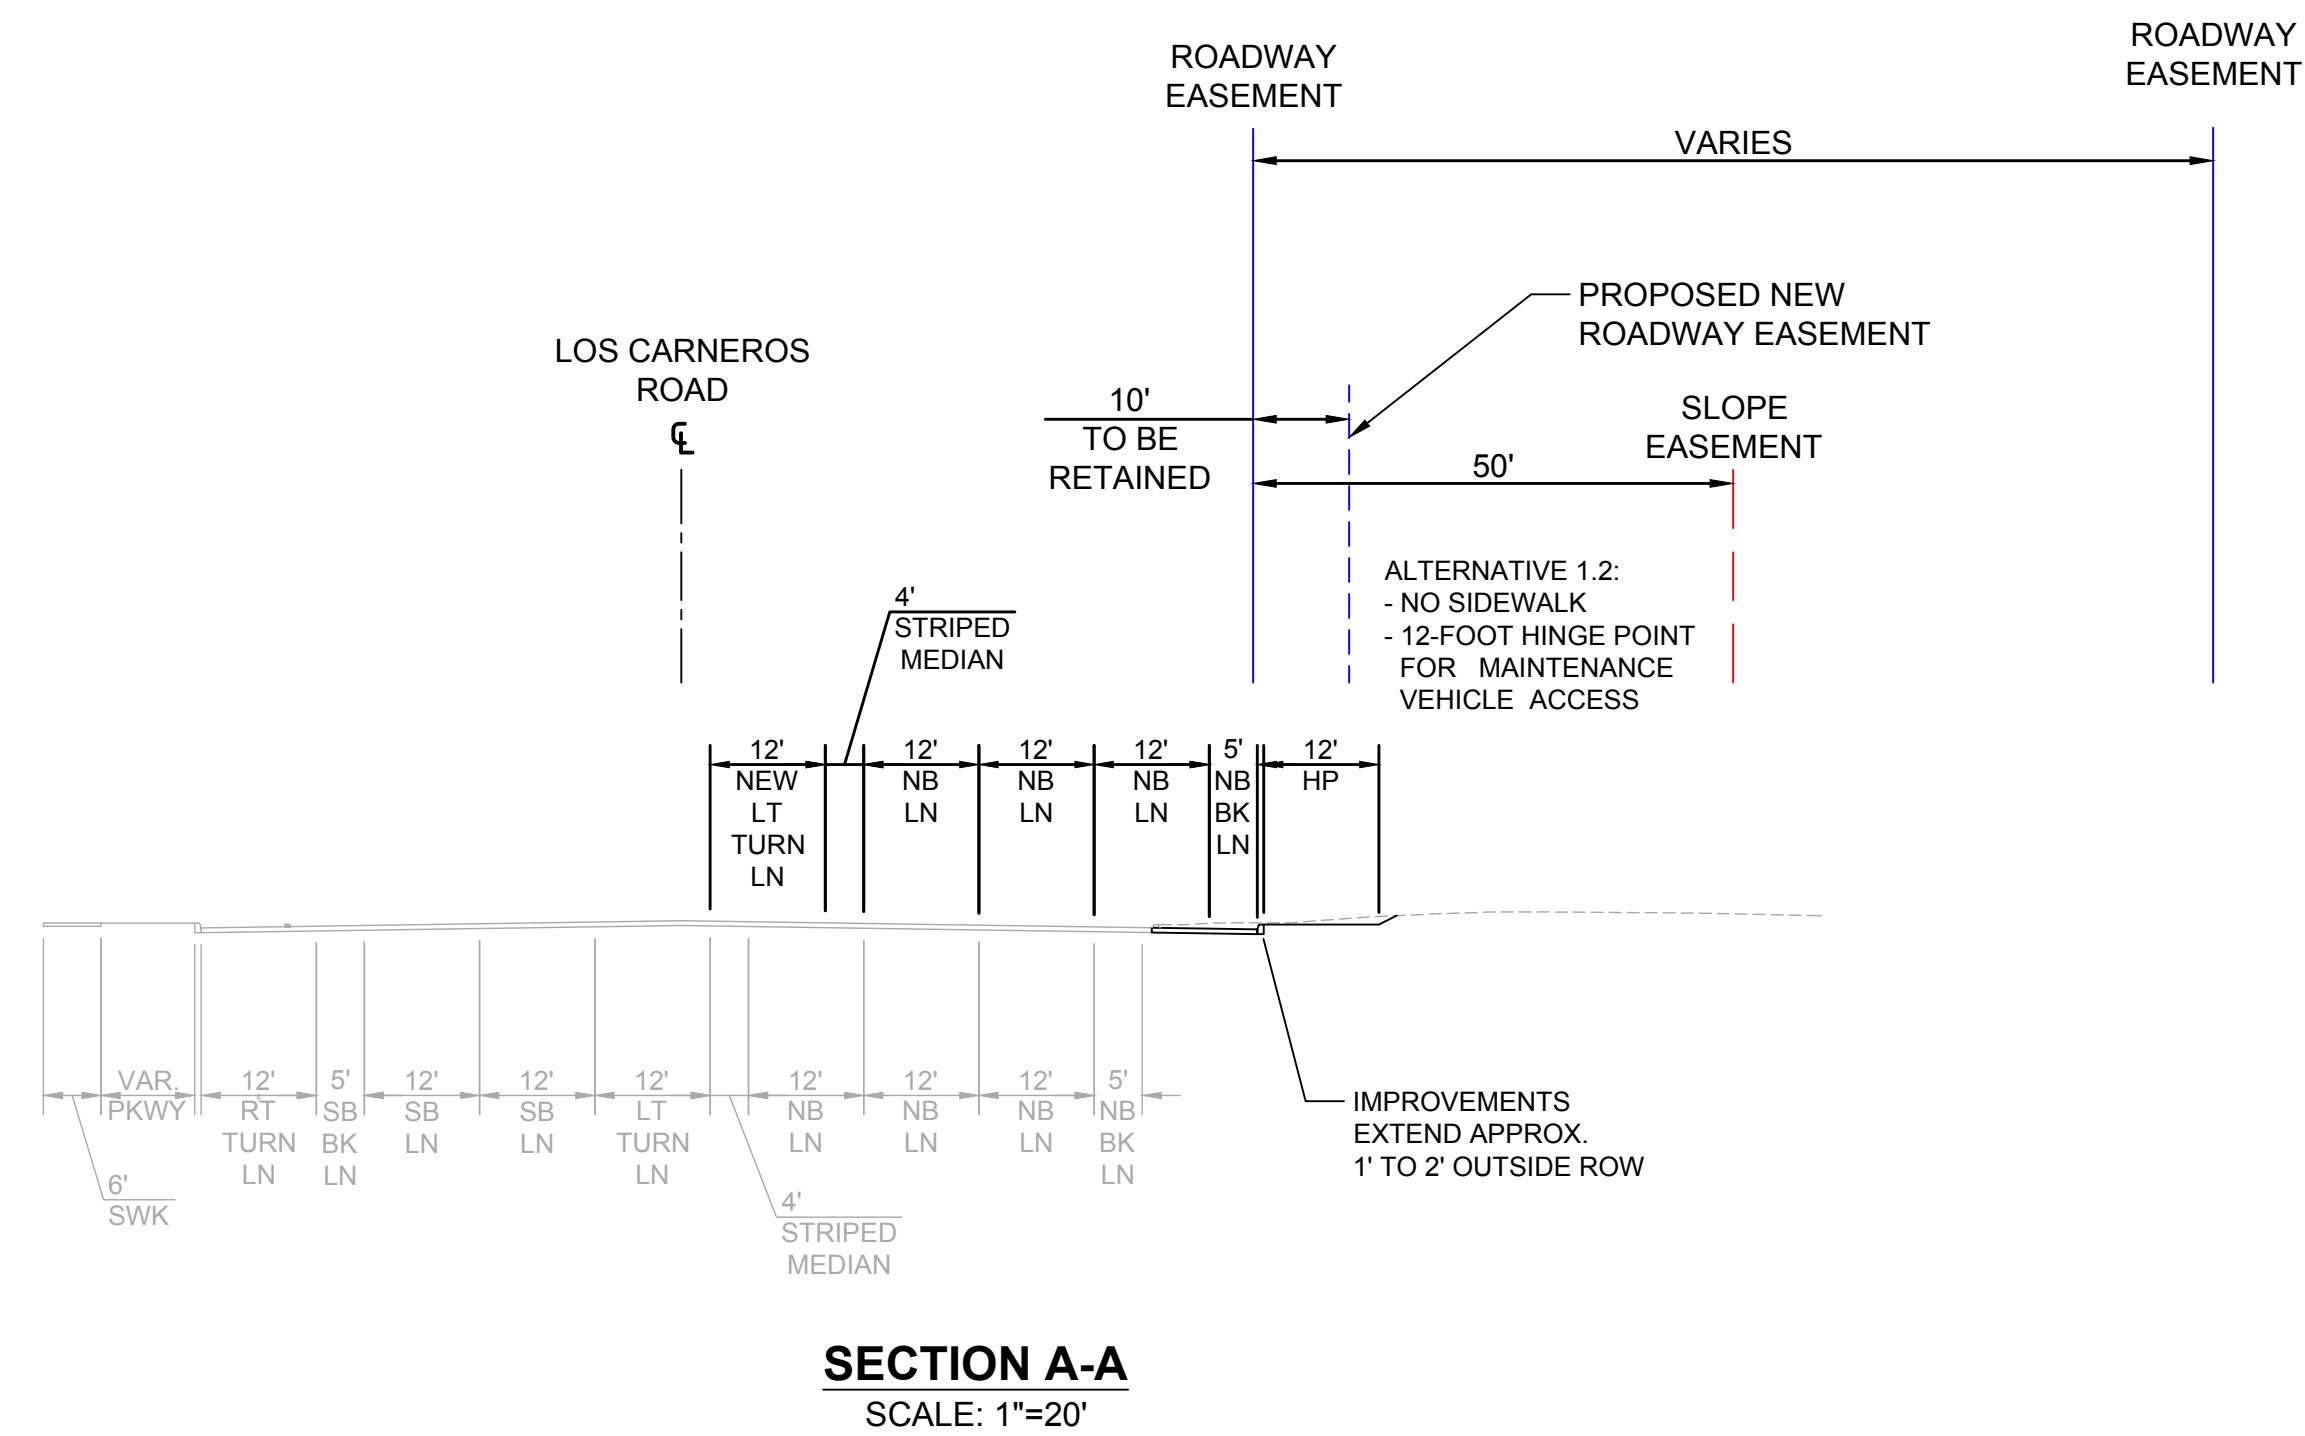 ROADWAY
EASEMENT
ROADWAY
EASEMENT
VARIES
PROPOSED NEW
ROADWAY EASEMENT
LOS CARNEROS
ROAD
℄
10'
TO BE
RETAINED
SLOPE
EASEMENT
50'
ALTERNATIVE 1.2:
- NO SIDEWALK
- 12-FOOT HINGE POINT
FOR MAINTENANCE
VEHICLE ACCESS
4'
STRIPED
MEDIAN
12'
NEW
LT
TURN
LN
12'
NB
LN
12'
NB
LN
12'
NB
LN
5'
NB
BK
LN
12'
HP
VAR.
PKWY
12'
RT
TURN
LN
5'
SB
BK
LN
12'
SB
LN
12'
SB
LN
12'
LT
TURN
LN
12'
NB
LN
12'
NB
LN
12'
NB
LN
5'
NB
BK
LN
6'
SWK
4'
STRIPED
MEDIAN
IMPROVEMENTS
EXTEND APPROX.
1' TO 2' OUTSIDE ROW
SECTION A-A
SCALE: 1"=20'